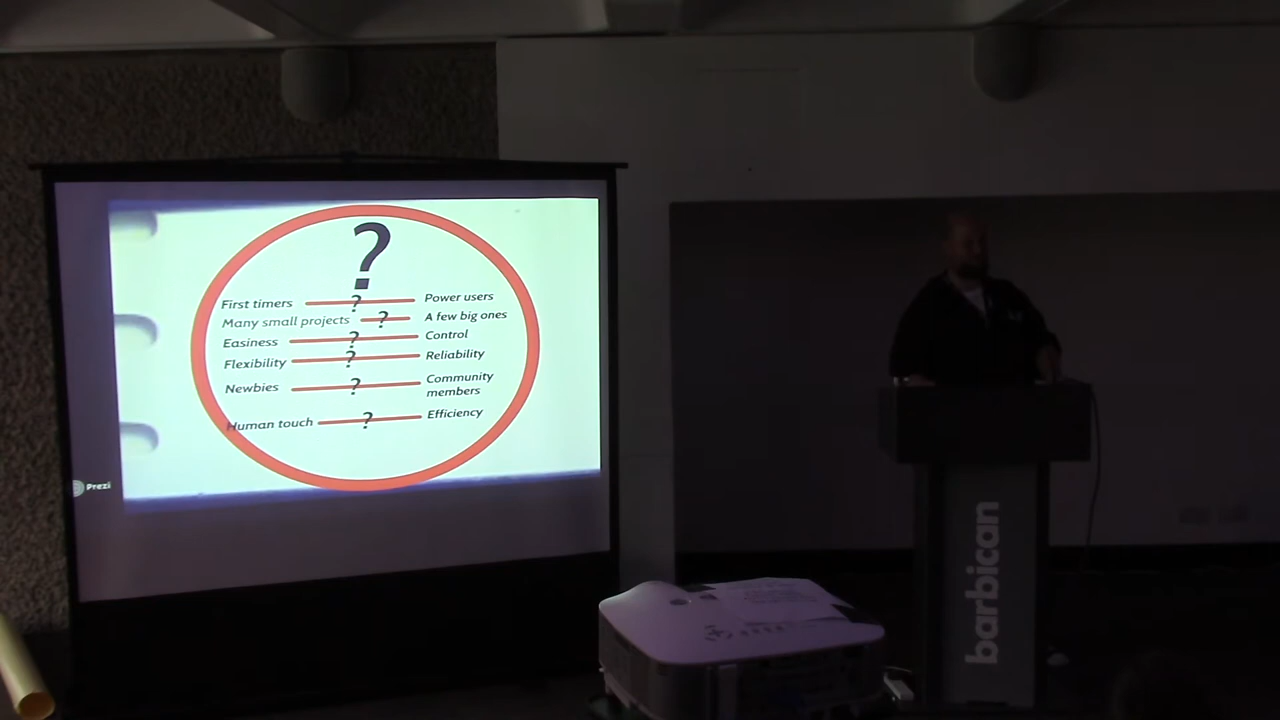 ?
First timers ? Power users
Many small projects ? A few big ones
Easiness ? Control
Flexibility ? Reliability
Newbies ? Community
members
Human touch ? Efficiency
Prezi
barbican